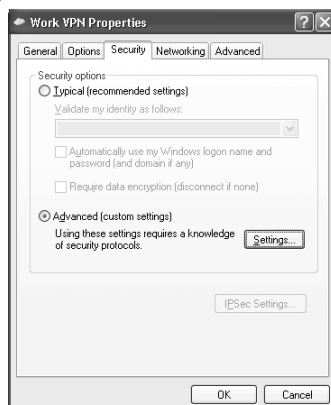 Work VPN Properties
General Options Security Networking Advanced
Security options
Typical (recommended settings)
Validate my identity as follows:
Automatically use my Windows logon name and
password (and domain if any)
Require data encryption (disconnect if none)
Advanced (custom settings)
Using these settings requires a knowledge
of security protocols.
Settings...
IPSec Settings...
OK Cancel